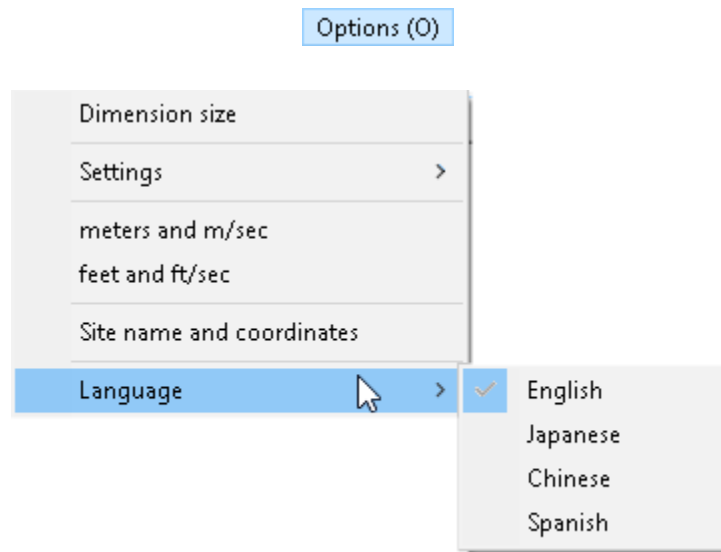 Options (O)
Dimension size
Settings
meters and m/sec
feet and ft/sec
Site name and coordinates
Language
English
Japanese
Chinese
Spanish